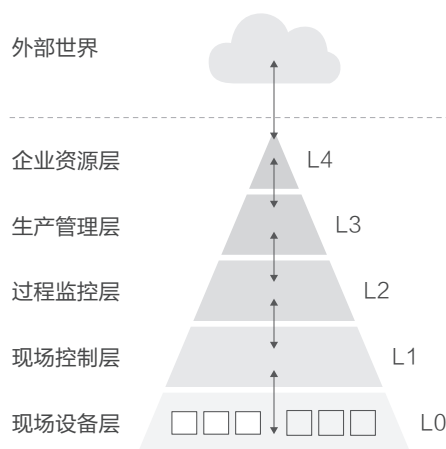 外部世界
企业资源层 L4
生产管理层 L3
过程监控层 L2
现场控制层 L1
现场设备层 L0